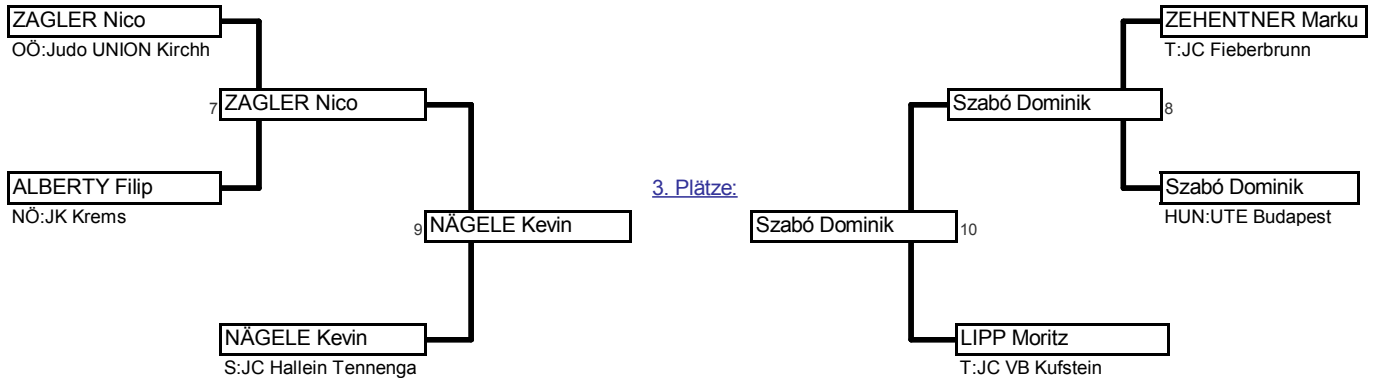 ZAGLER Nico
OÖ:Judo UNION Kirchh
7 ZAGLER Nico
ALBERTY Filip
NÖ:JK Krems
9 NÄGELE Kevin
NÄGELE Kevin
S:JC Hallein Tennenga
3. Plätze:
ZEHENTNER Marku
T:JC Fieberbrunn
Szabó Dominik 8
Szabó Dominik
HUN:UTE Budapest
Szabó Dominik 10
LIPP Moritz
T:JC VB Kufstein